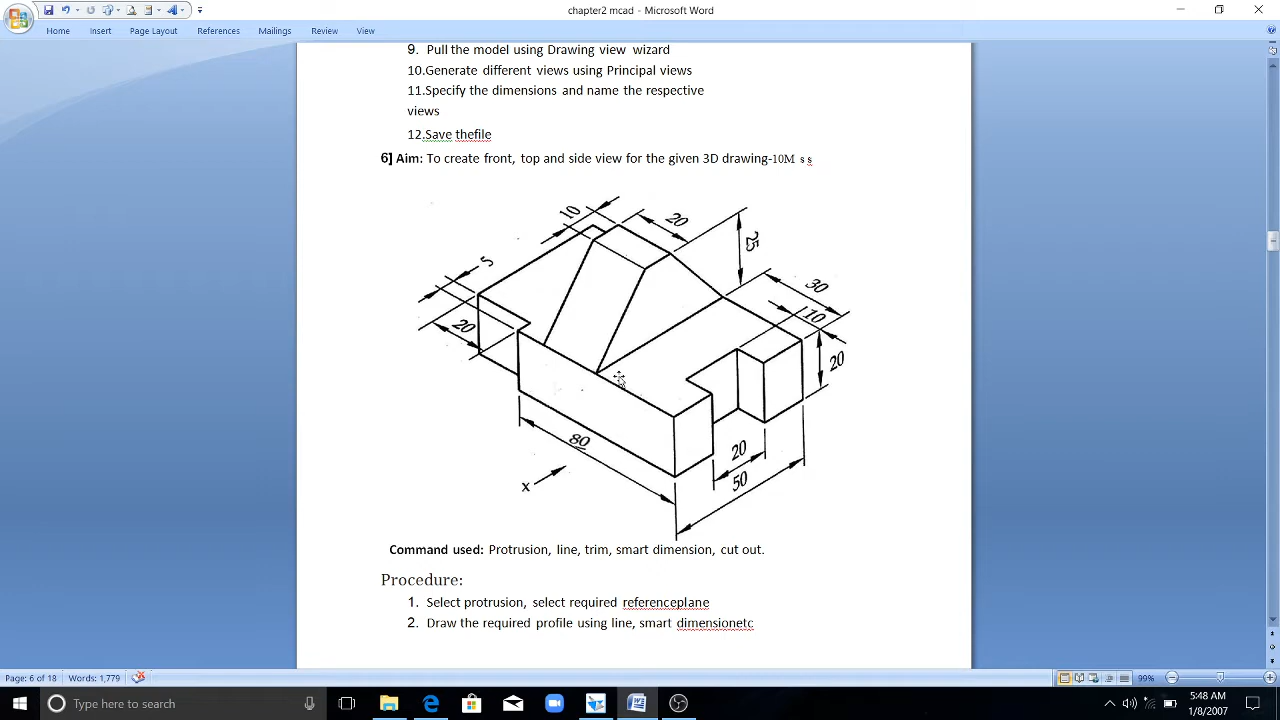 chapter2 mcad - Microsoft Word
Home Insert Page Layout References Mailings Review View
9. Pull the model using Drawing view wizard
10.Generate different views using Principal views
11.Specify the dimensions and name the respective
views
12.Save thefile
6] Aim: To create front, top and side view for the given 3D drawing-10M s s
10
20
25
5
30
10
20
20
80
20
50
x
Command used: Protrusion, line, trim, smart dimension, cut out.
Procedure:
1. Select protrusion, select required referenceplane
2. Draw the required profile using line, smart dimensionetc
Page: 6 of 18 Words: 1,779 99%
Type here to search
5:48 AM
1/8/2007